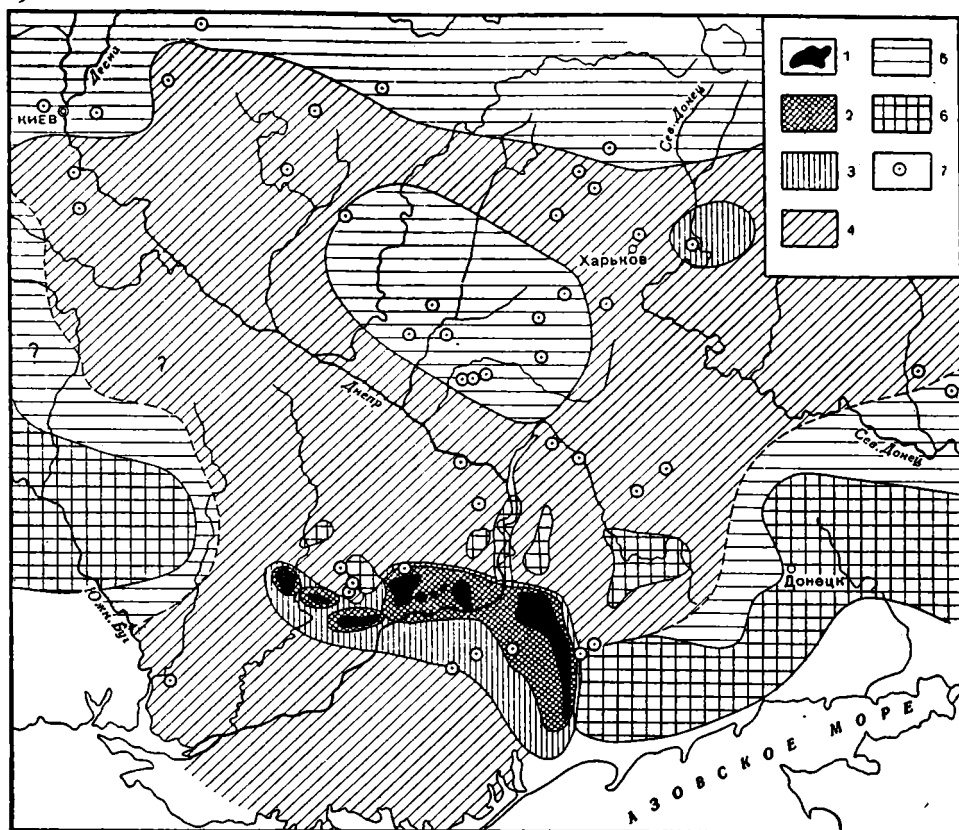 Десна
КИЕВ
Сев. Донец
1
2
3
4
5
6
7
Харьков
?
?
Днепр
Сев. Донец
Донецк
Южн. Буг
АЗОВСКОЕ МОРЕ